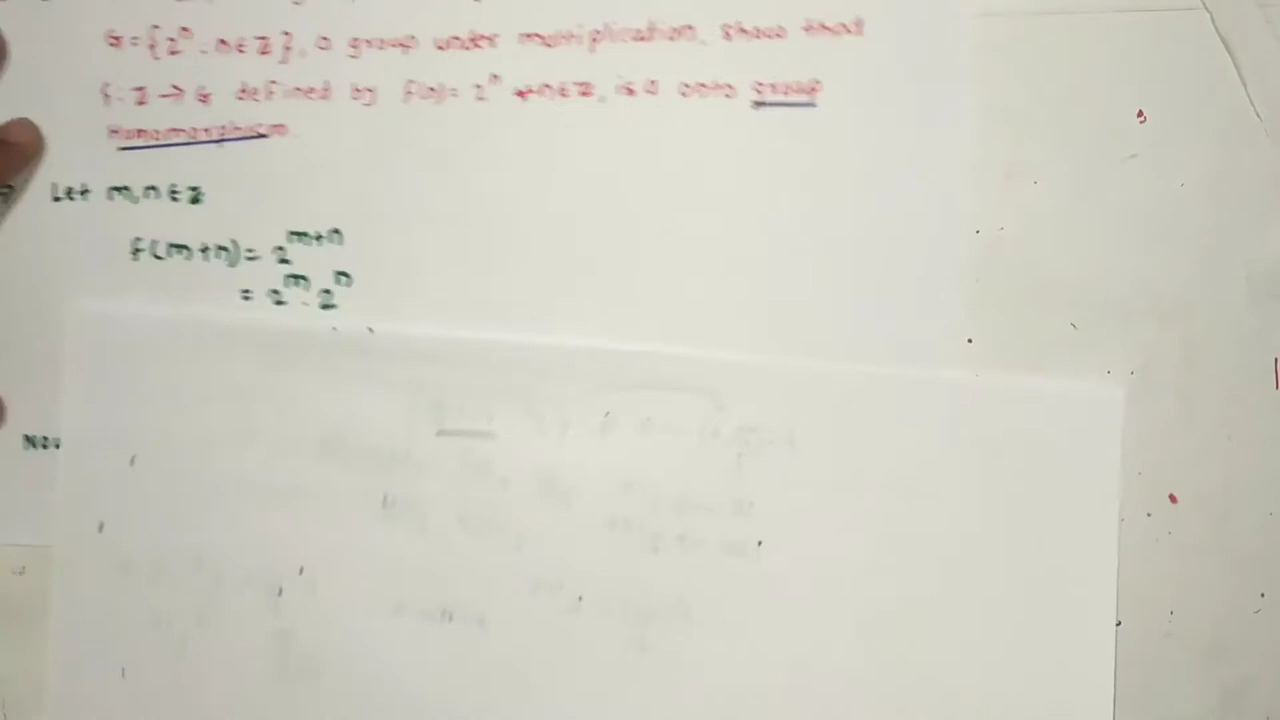 G = {2ⁿ : n ∈ Z}, a group under multiplication, show that
f: Z → G defined by f(n) = 2ⁿ ∀ n ∈ Z, is a onto group
Homomorphism.
Let m, n ∈ Z
f(m+n) = 2^{m+n}
= 2^m . 2^n